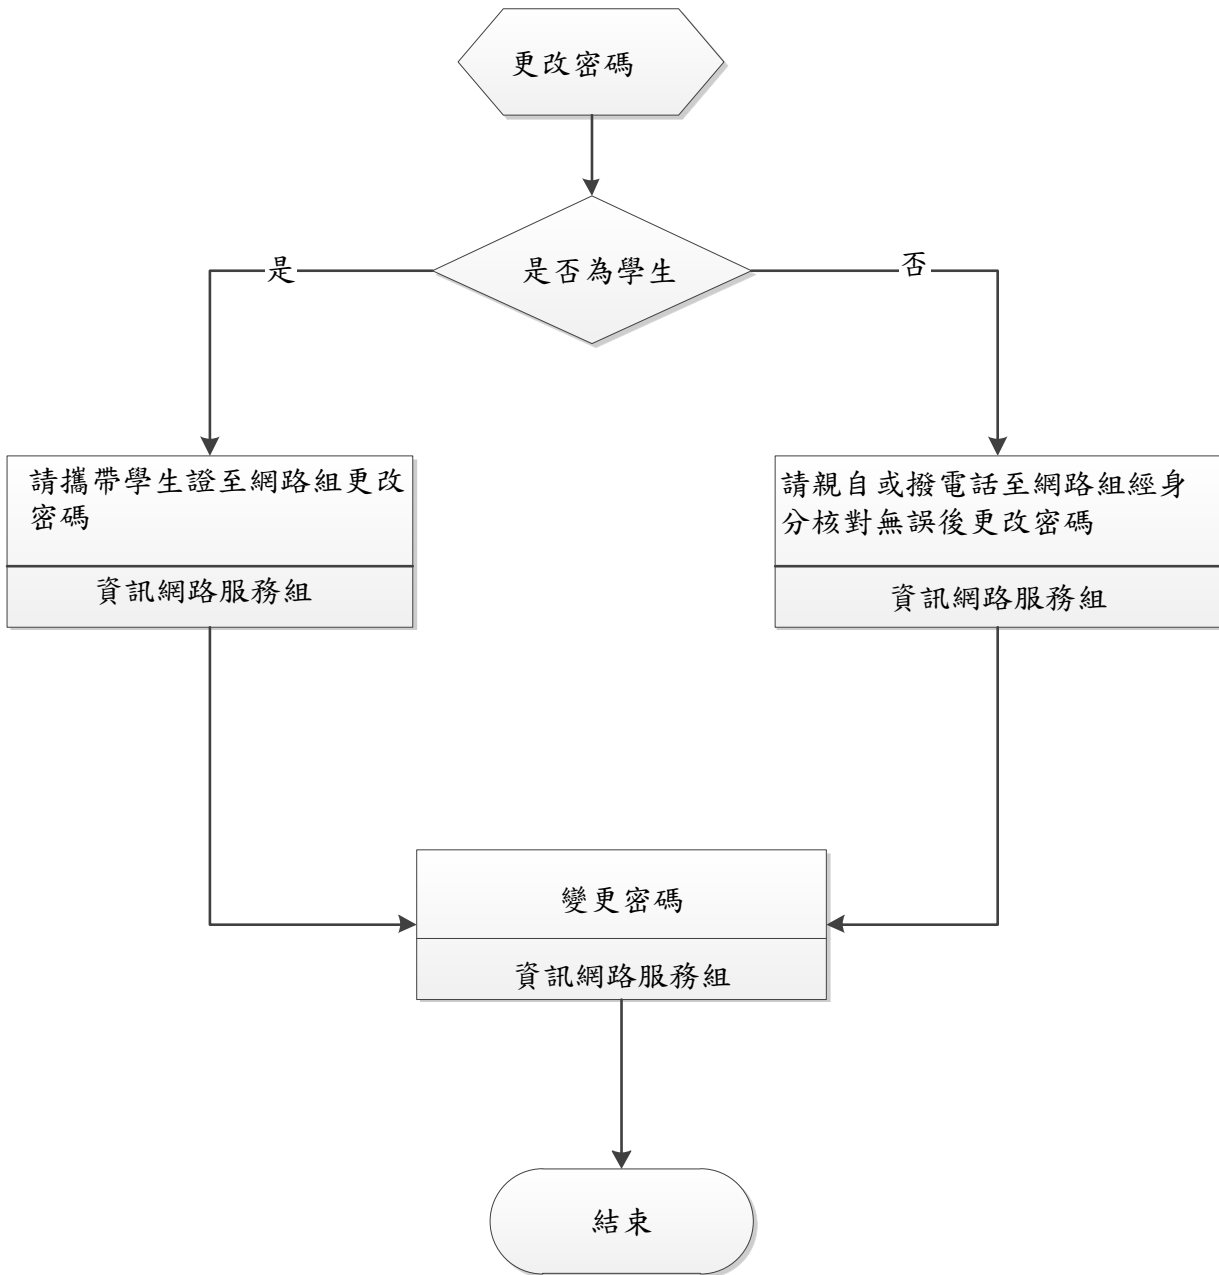 更改密碼
是否為學生
是
否
請攜帶學生證至網路組更改
密碼
資訊網路服務組
請親自或撥電話至網路組經身
分核對無誤後更改密碼
資訊網路服務組
變更密碼
資訊網路服務組
結束